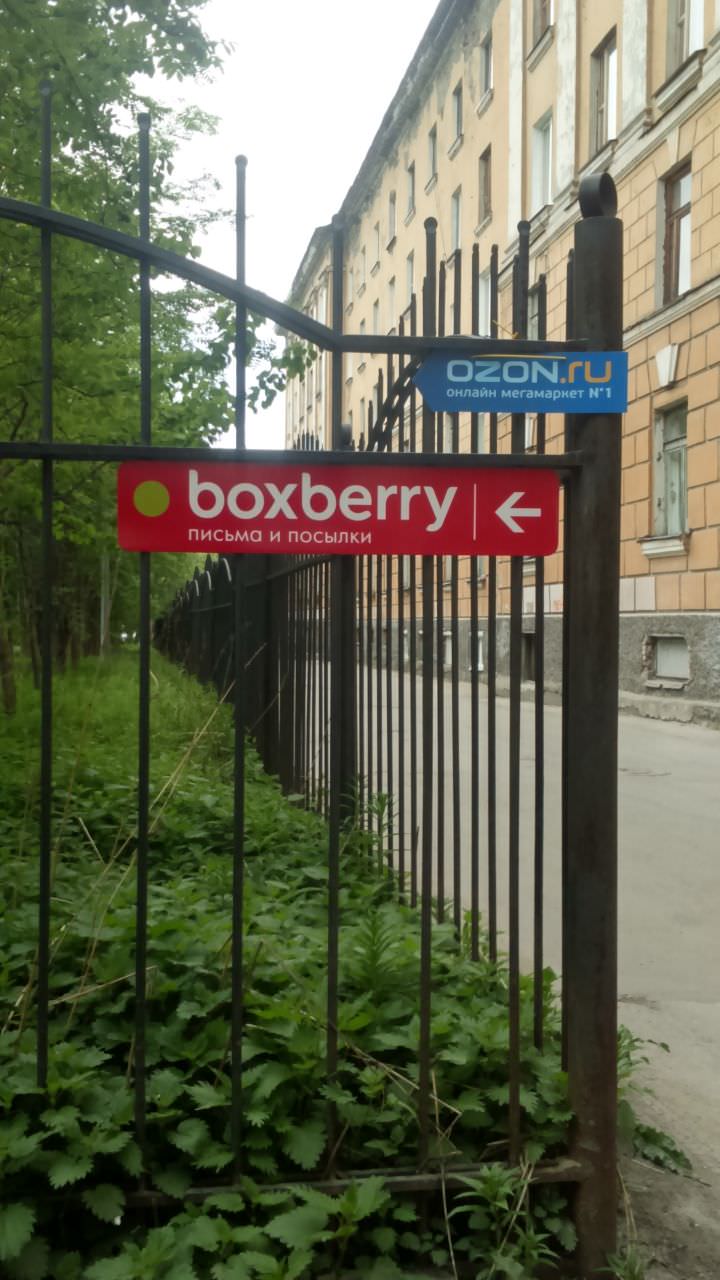 OZON.ru
онлайн мегамаркет №1
boxberry
письма и посылки